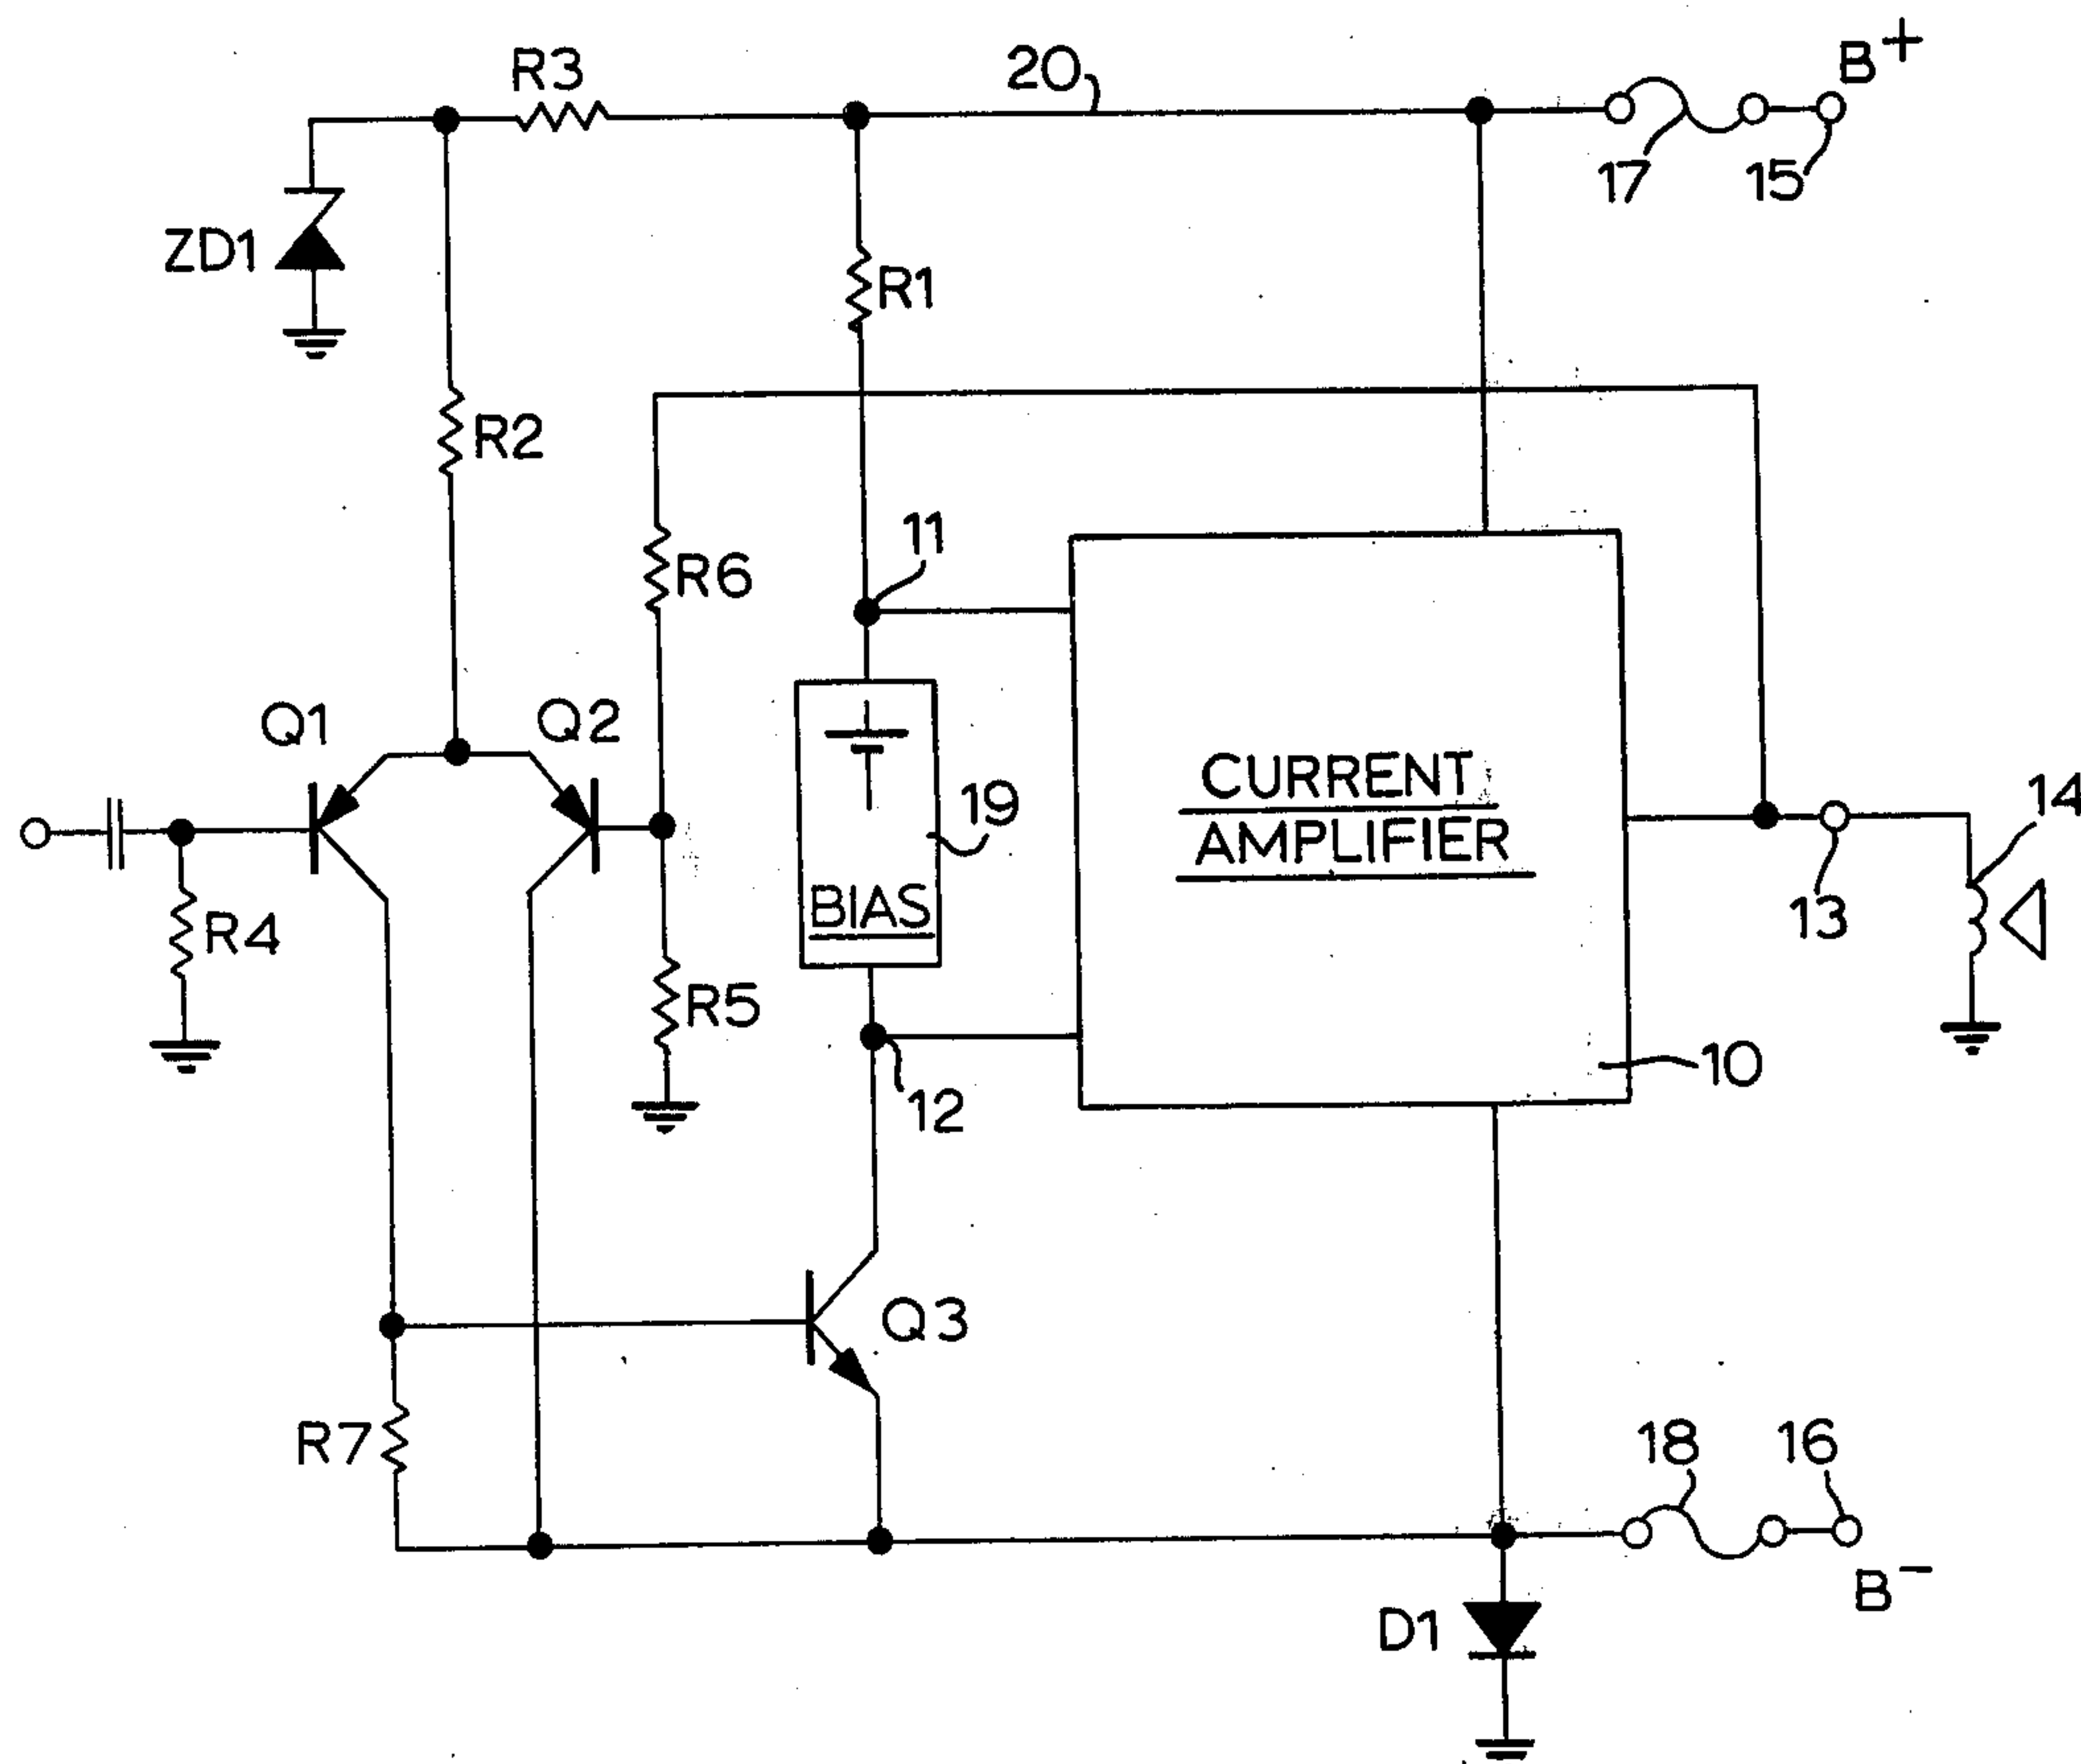 B+
R3
20
17
15
ZD1
R1
R2
11
R6
Q1
Q2
19
CURRENT
AMPLIFIER
14
BIAS
13
R4
R5
10
12
Q3
R7
18
16
B−
D1